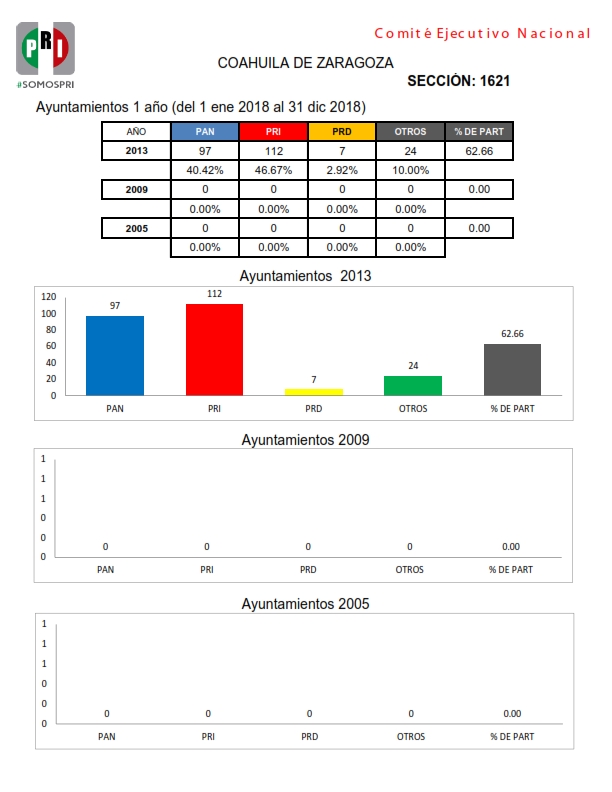 Comité Ejecutivo Nacional
PRI
#SOMOSPRI
COAHUILA DE ZARAGOZA
SECCIÓN: 1621
Ayuntamientos 1 año (del 1 ene 2018 al 31 dic 2018)
AÑO PAN PRI PRD OTROS % DE PART
2013 97 112 7 24 62.66
40.42% 46.67% 2.92% 10.00%
2009 0 0 0 0 0.00
0.00% 0.00% 0.00% 0.00%
2005 0 0 0 0 0.00
0.00% 0.00% 0.00% 0.00%
Ayuntamientos 2013
120
100
80
60
40
20
0
97 112 7 24 62.66
PAN PRI PRD OTROS % DE PART
Ayuntamientos 2009
1
1
1
0
0
0
0 0 0 0 0.00
PAN PRI PRD OTROS % DE PART
Ayuntamientos 2005
1
1
1
0
0
0
0 0 0 0 0.00
PAN PRI PRD OTROS % DE PART